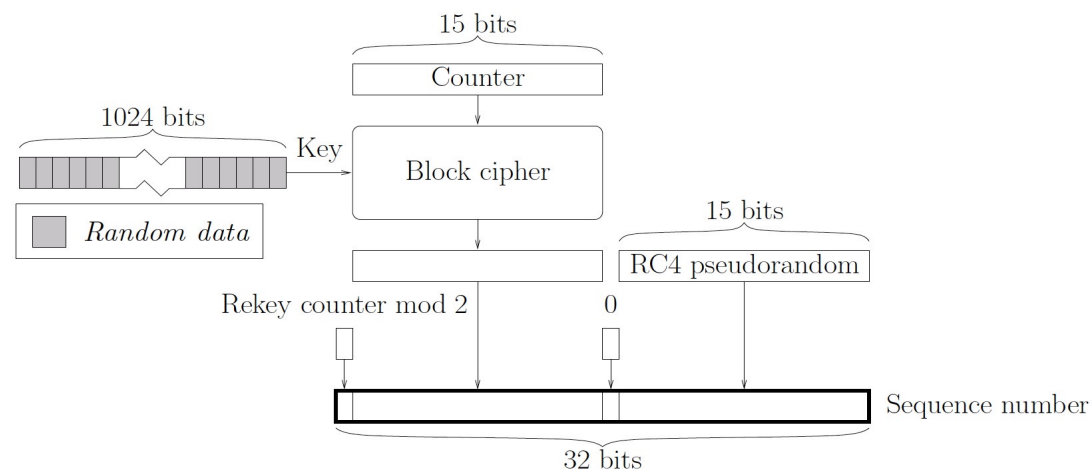 15 bits
Counter
1024 bits
Key
Block cipher
Random data
15 bits
RC4 pseudorandom
Rekey counter mod 2
0
Sequence number
32 bits